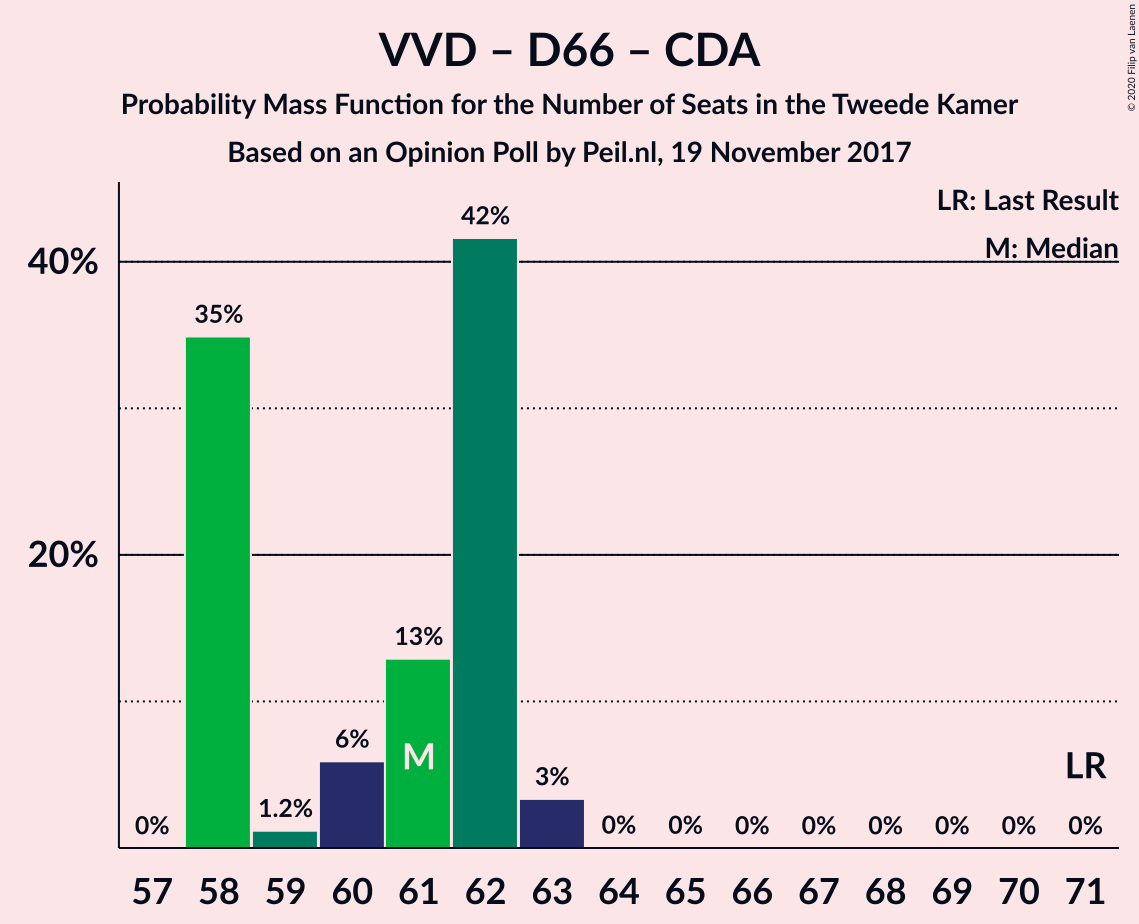 VVD – D66 – CDA
Probability Mass Function for the Number of Seats in the Tweede Kamer
Based on an Opinion Poll by Peil.nl, 19 November 2017
© 2020 Filip van Laenen
LR: Last Result
M: Median
40%
20%
0%
35%
1.2%
6%
13%
42%
3%
0%
0%
0%
0%
0%
0%
0%
0%
M
LR
57 58 59 60 61 62 63 64 65 66 67 68 69 70 71